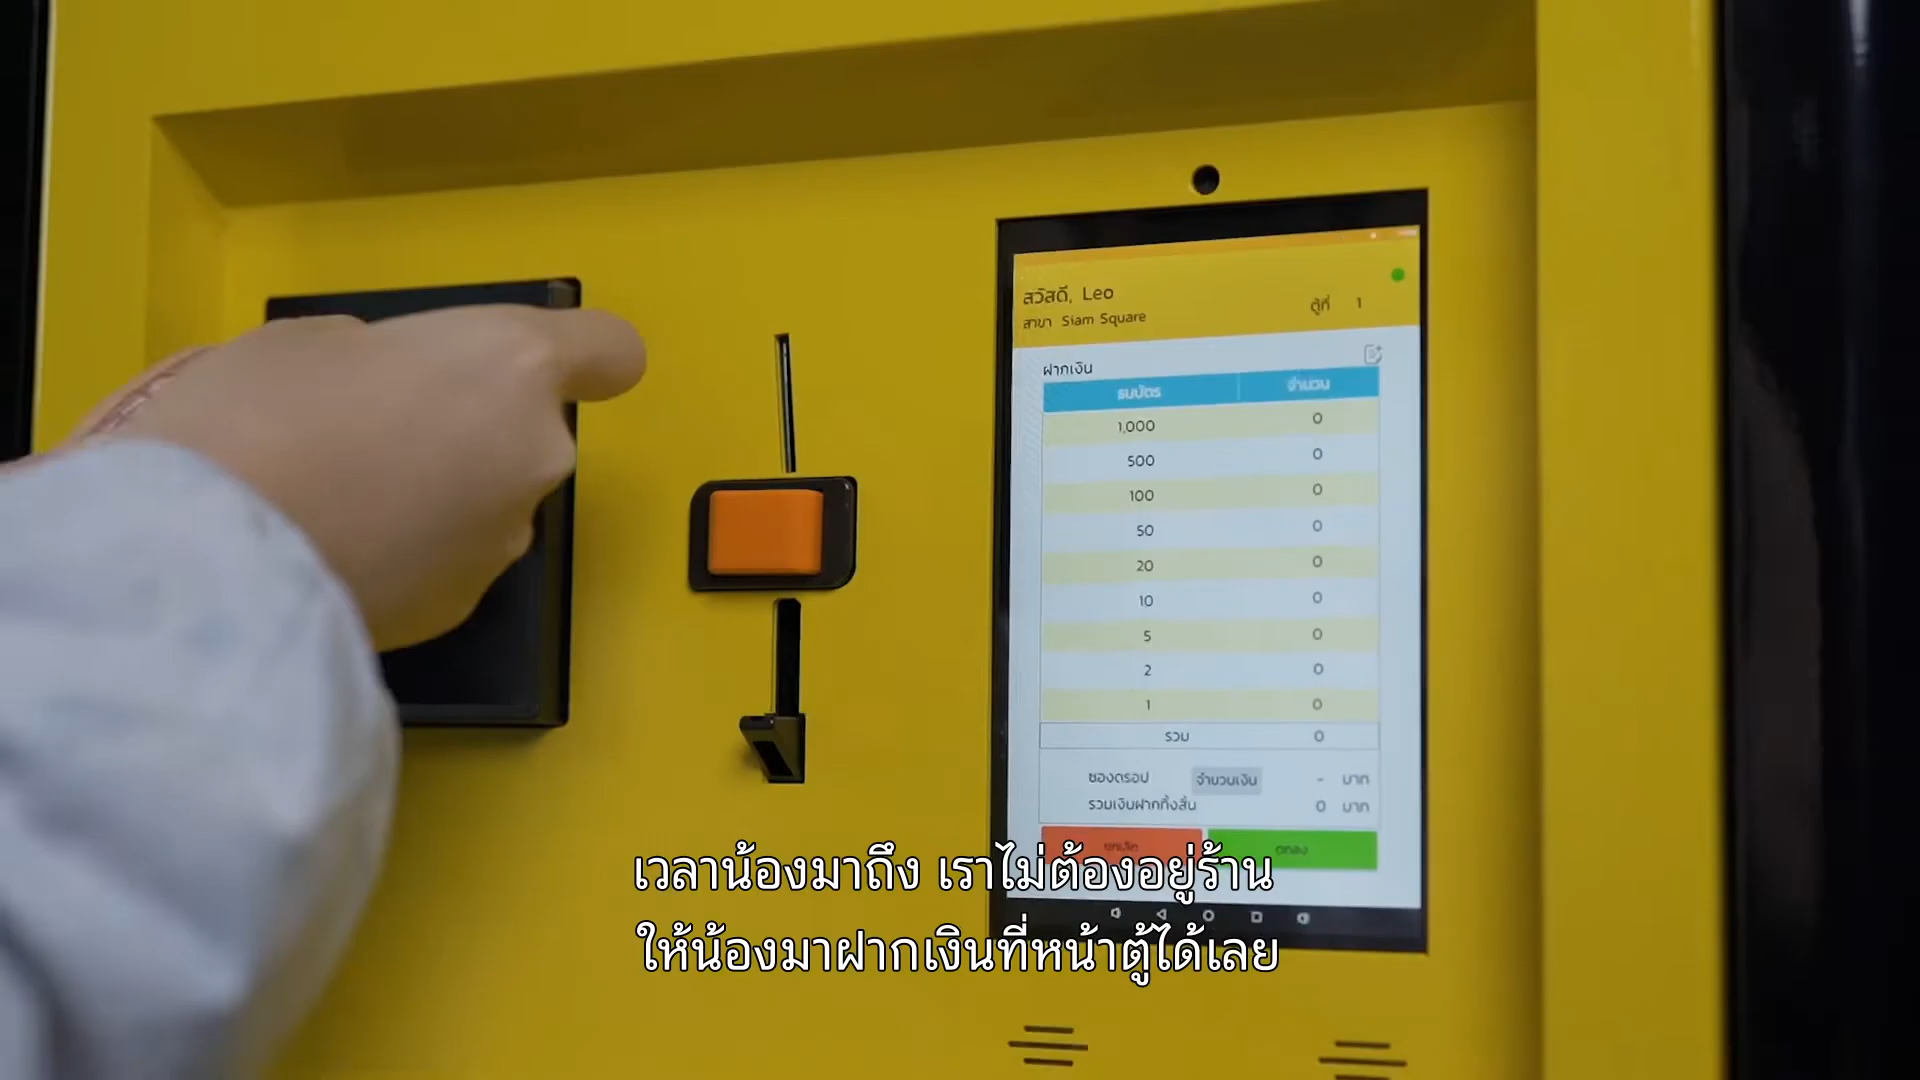 สวัสดี, Leo
สาขา Siam Square
ตู้ที่ 1
ฝากเงิน
ธนบัตร จำนวน
1,000 0
500 0
100 0
50 0
20 0
10 0
5 0
2 0
1 0
รวม 0
ซองดรอป จำนวนเงิน - บาท
รวมเงินฝากทั้งสิ้น 0 บาท
ยกเลิก ตกลง
เวลาน้องมาถึง เราไม่ต้องอยู่ร้าน
ให้น้องมาฝากเงินที่หน้าตู้ได้เลย